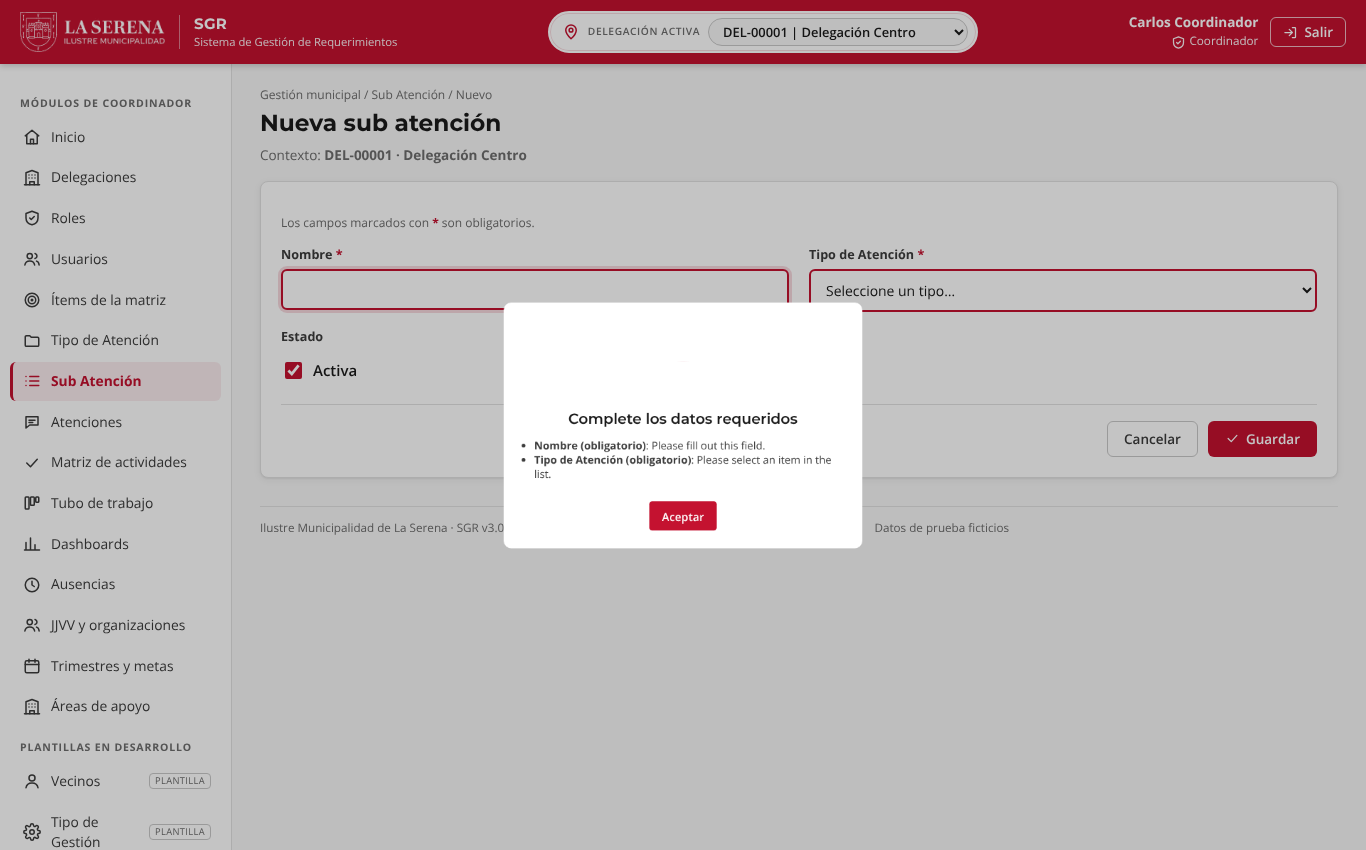 LA SERENA
ILUSTRE MUNICIPALIDAD
SGR
Sistema de Gestión de Requerimientos
DELEGACIÓN ACTIVA
DEL-00001 | Delegación Centro
Carlos Coordinador
Coordinador
Salir
MÓDULOS DE COORDINADOR
Inicio
Delegaciones
Roles
Usuarios
Ítems de la matriz
Tipo de Atención
Sub Atención
Atenciones
Matriz de actividades
Tubo de trabajo
Dashboards
Ausencias
JJVV y organizaciones
Trimestres y metas
Áreas de apoyo
PLANTILLAS EN DESARROLLO
Vecinos PLANTILLA
Tipo de
Gestión PLANTILLA
Gestión municipal / Sub Atención / Nuevo
Nueva sub atención
Contexto: DEL-00001 · Delegación Centro
Los campos marcados con * son obligatorios.
Nombre *
Tipo de Atención *
Seleccione un tipo...
Estado
Activa
Cancelar
Guardar
Complete los datos requeridos
• Nombre (obligatorio): Please fill out this field.
• Tipo de Atención (obligatorio): Please select an item in the
list.
Aceptar
Ilustre Municipalidad de La Serena · SGR v3.0
Datos de prueba ficticios